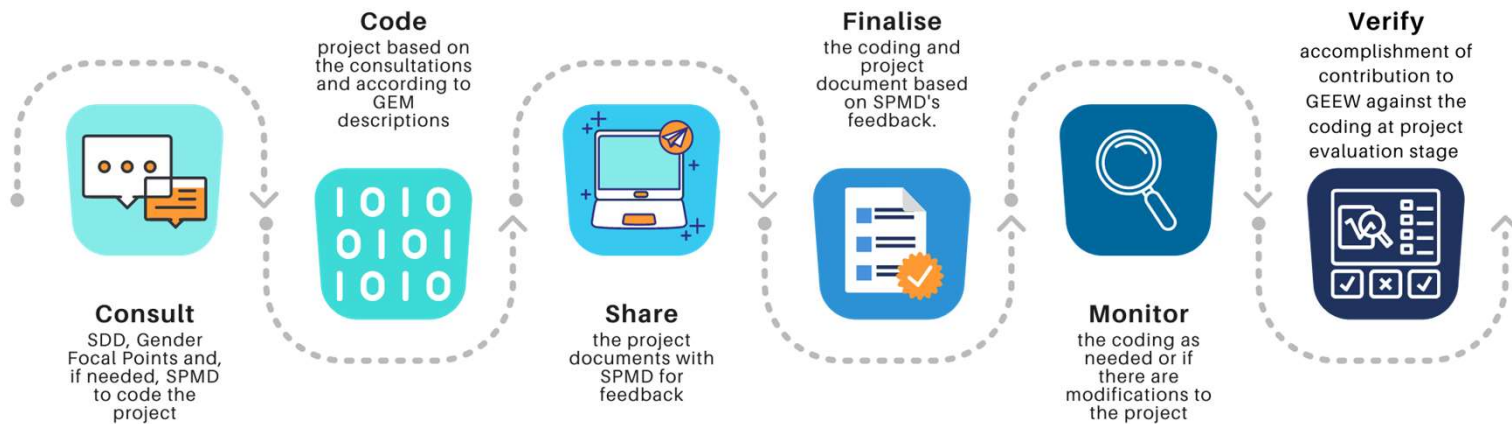 Consult
SDD, Gender
Focal Points and,
if needed, SPMD
to code the
project
Code
project based on
the consultations
and according to
GEM
descriptions
1010
0101
1010
Share
the project
documents with
SPMD for
feedback
Finalise
the coding and
project
document based
on SPMD's
feedback.
Monitor
the coding as
needed or if
there are
modifications to
the project
Verify
accomplishment of
contribution to
GEEW against the
coding at project
evaluation stage